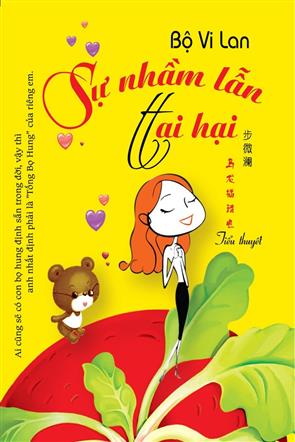 Bộ Vi Lan
Sự nhầm lẫn
tai hại
步微澜
Tiểu thuyết
Ai cũng sẽ có con bọ hung định sẵn trong đời, vậy thì
anh nhất định phải là "Tống Bọ Hung" của riêng em.